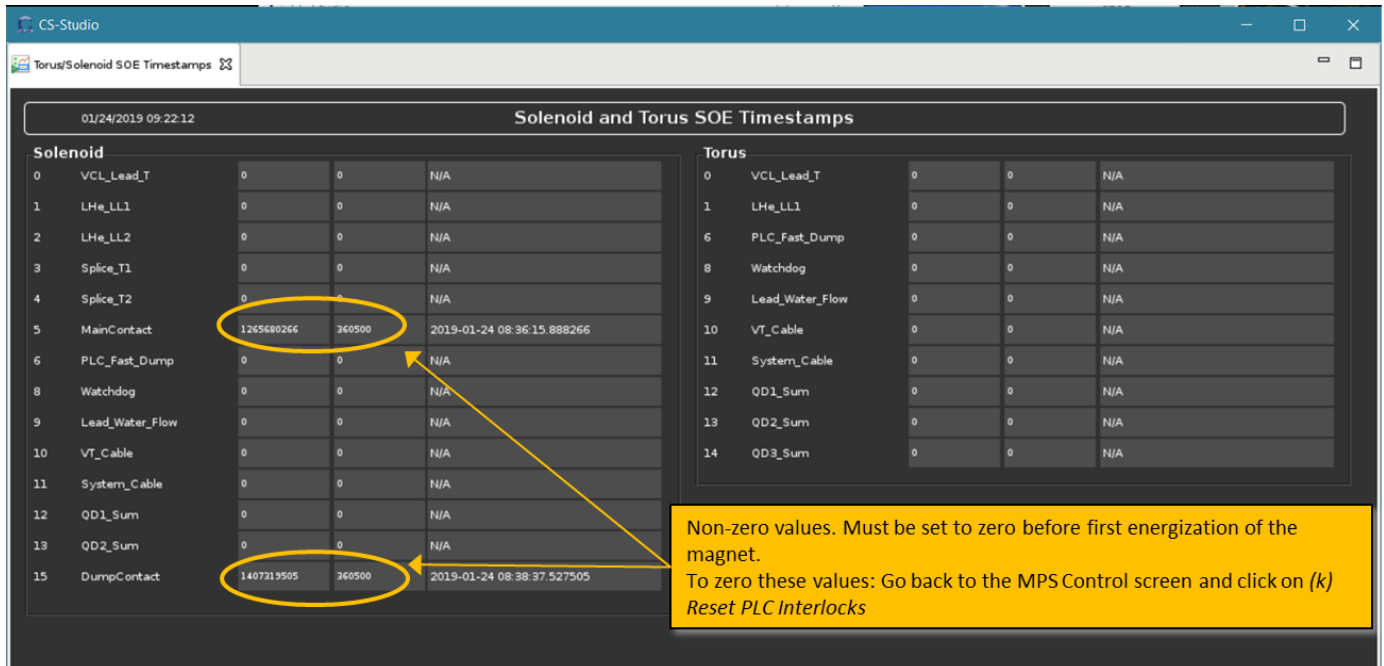 CS-Studio
Torus/Solenoid SOE Timestamps
01/24/2019 09:22:12 Solenoid and Torus SOE Timestamps
Solenoid
0 VCL_Lead_T 0 0 N/A
1 LHe_LL1 0 0 N/A
2 LHe_LL2 0 0 N/A
3 Splice_T1 0 0 N/A
4 Splice_T2 0 0 N/A
5 MainContact 1265680266 360500 2019-01-24 08:36:15.888266
6 PLC_Fast_Dump 0 0 N/A
8 Watchdog 0 0 N/A
9 Lead_Water_Flow 0 0 N/A
10 VT_Cable 0 0 N/A
11 System_Cable 0 0 N/A
12 QD1_Sum 0 0 N/A
13 QD2_Sum 0 0 N/A
15 DumpContact 1407319505 360500 2019-01-24 08:38:37.527505
Torus
0 VCL_Lead_T 0 0 N/A
1 LHe_LL1 0 0 N/A
6 PLC_Fast_Dump 0 0 N/A
8 Watchdog 0 0 N/A
9 Lead_Water_Flow 0 0 N/A
10 VT_Cable 0 0 N/A
11 System_Cable 0 0 N/A
12 QD1_Sum 0 0 N/A
13 QD2_Sum 0 0 N/A
14 QD3_Sum 0 0 N/A
Non-zero values. Must be set to zero before first energization of the
magnet.
To zero these values: Go back to the MPS Control screen and click on (k)
Reset PLC Interlocks